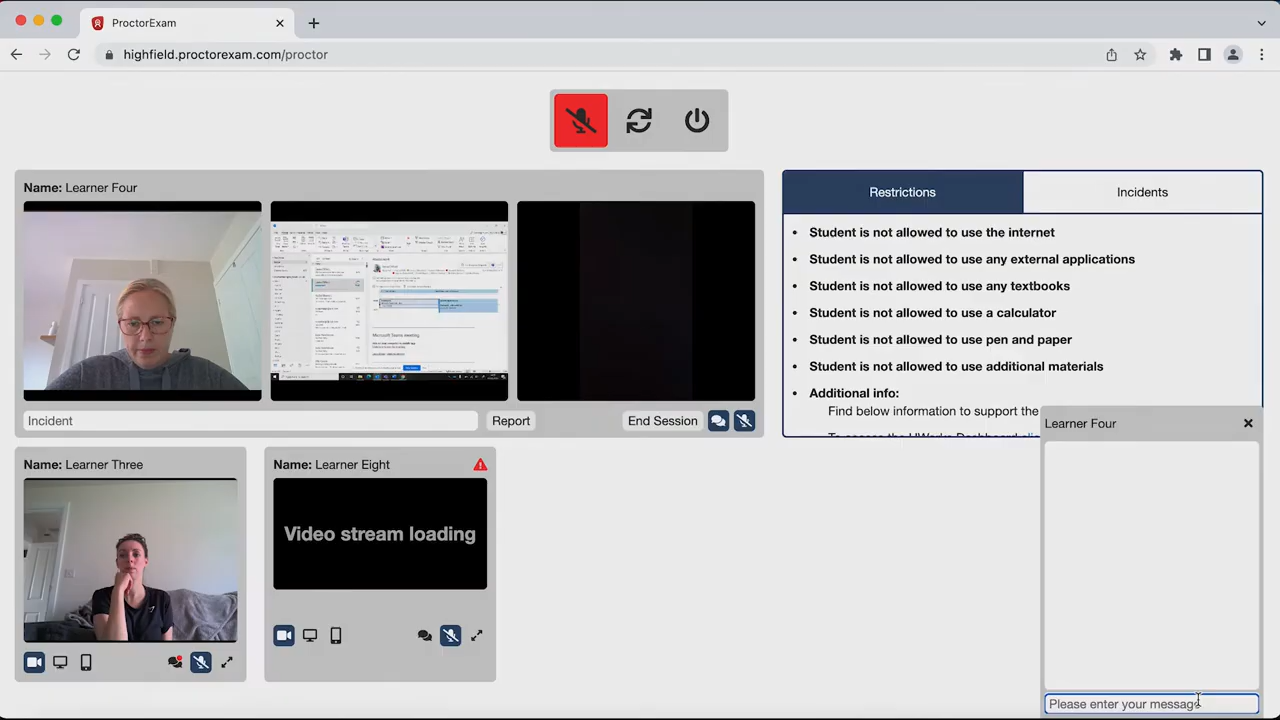 ProctorExam
highfield.proctorexam.com/proctor
Name: Learner Four
Incident
Report
End Session
Restrictions
Incidents
• Student is not allowed to use the internet
• Student is not allowed to use any external applications
• Student is not allowed to use any textbooks
• Student is not allowed to use a calculator
• Student is not allowed to use pen and paper
• Student is not allowed to use additional materials
• Additional info:
Find below information to support the
Name: Learner Three
Name: Learner Eight
Video stream loading
Learner Four
Please enter your message